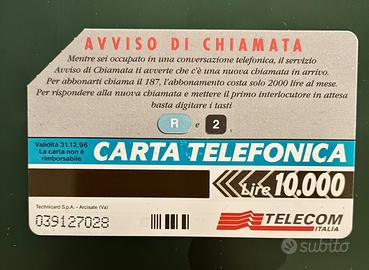 AVVISO DI CHIAMATA
Mentre sei occupato in una conversazione telefonica, il servizio
Avviso di Chiamata ti avverte che c'è una nuova chiamata in arrivo.
Per abbonarti chiama il 187, l'abbonamento costa solo 2000 lire al mese.
Per rispondere alla nuova chiamata e mettere il primo interlocutore in attesa
basta digitare i tasti
R e 2
Validità 31.12.96
La carta non è
rimborsabile
CARTA TELEFONICA
Lire 10.000
Technicard S.p.A. - Arcisate (Va)
039127028
TELECOM
ITALIA
subito